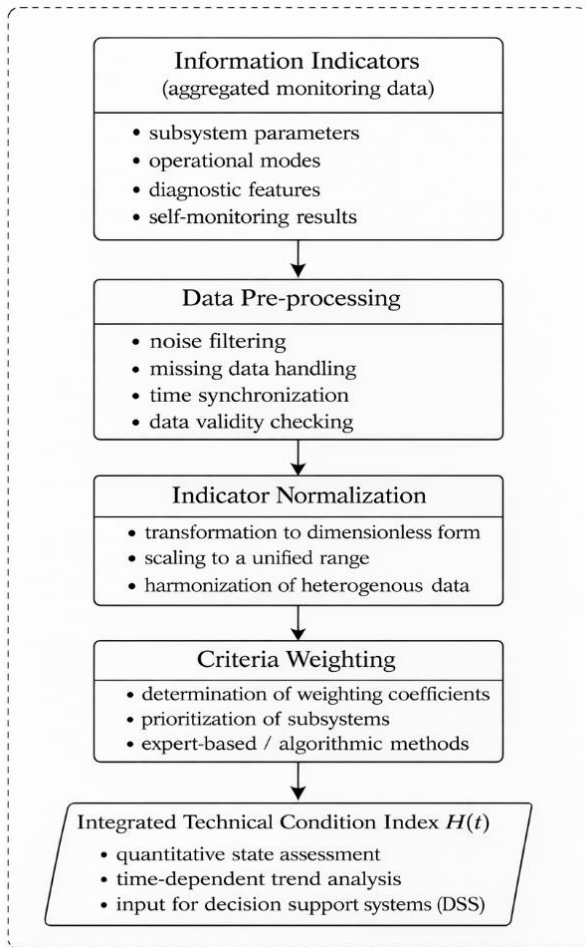 Information Indicators
(aggregated monitoring data)
• subsystem parameters
• operational modes
• diagnostic features
• self-monitoring results
Data Pre-processing
• noise filtering
• missing data handling
• time synchronization
• data validity checking
Indicator Normalization
• transformation to dimensionless form
• scaling to a unified range
• harmonization of heterogenous data
Criteria Weighting
• determination of weighting coefficients
• prioritization of subsystems
• expert-based / algorithmic methods
Integrated Technical Condition Index H(t)
• quantitative state assessment
• time-dependent trend analysis
• input for decision support systems (DSS)